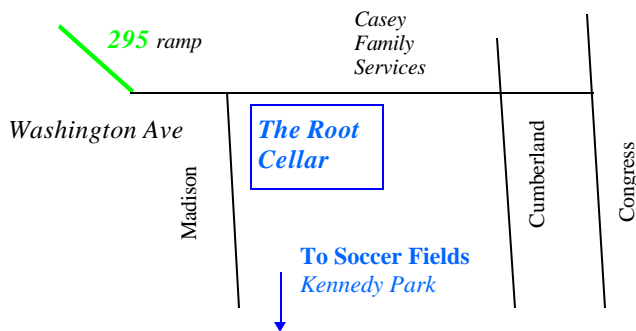 295 ramp
Casey
Family
Services
Washington Ave
The Root
Cellar
Madison
Cumberland
Congress
To Soccer Fields
Kennedy Park